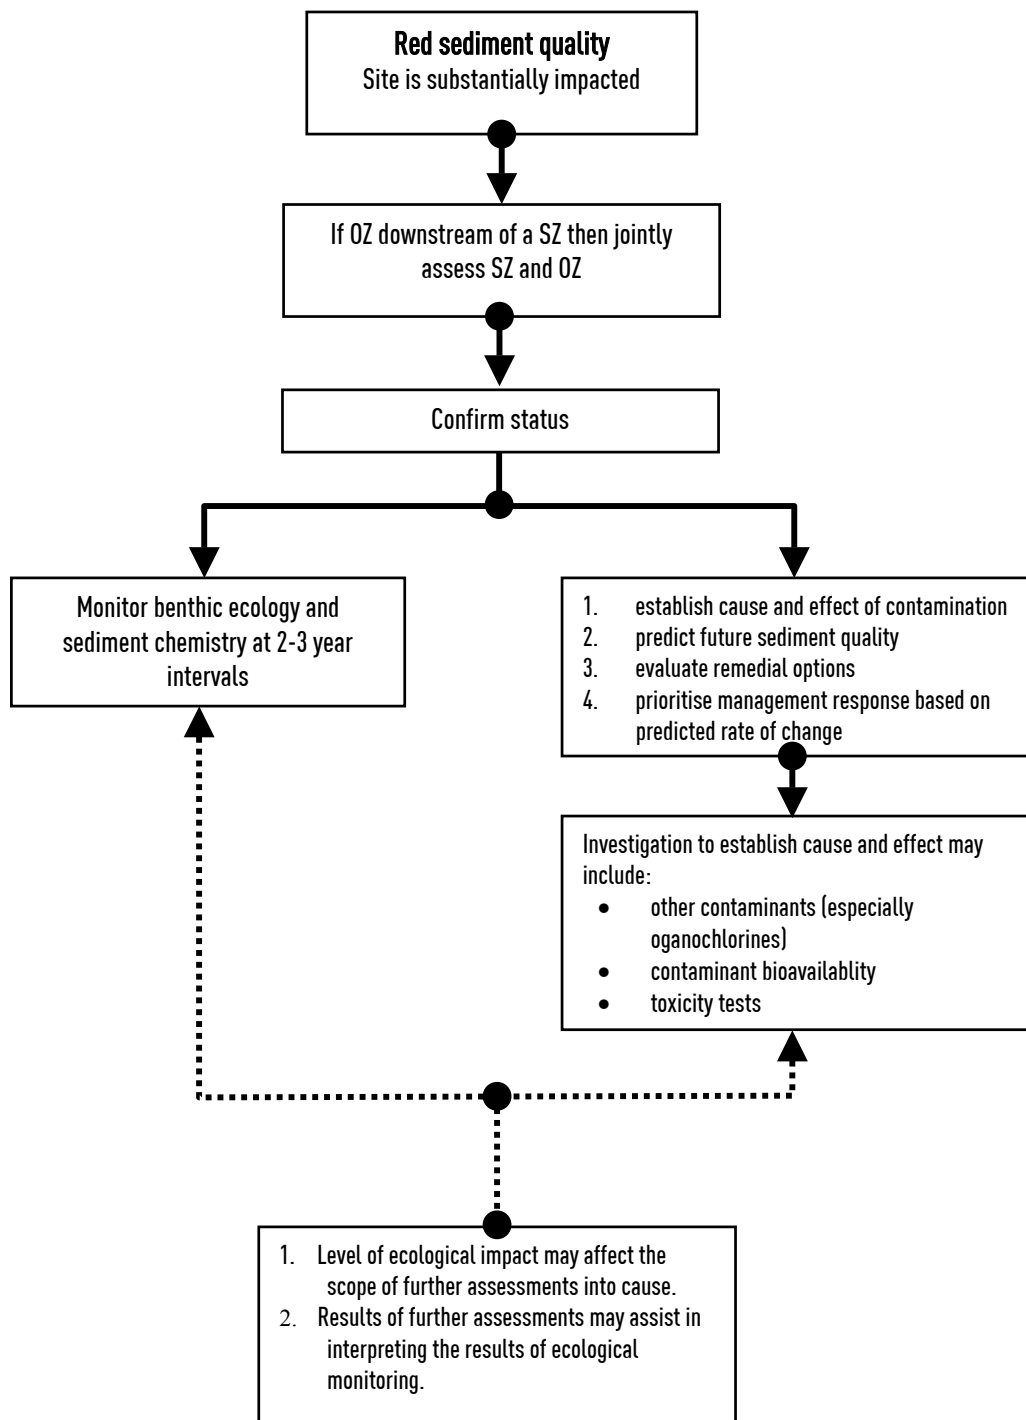 Red sediment quality
Site is substantially impacted
If OZ downstream of a SZ then jointly
assess SZ and OZ
Confirm status
Monitor benthic ecology and
sediment chemistry at 2-3 year
intervals
1. establish cause and effect of contamination
2. predict future sediment quality
3. evaluate remedial options
4. prioritise management response based on
predicted rate of change
Investigation to establish cause and effect may
include:
• other contaminants (especially
oganochlorines)
• contaminant bioavailablity
• toxicity tests
1. Level of ecological impact may affect the
scope of further assessments into cause.
2. Results of further assessments may assist in
interpreting the results of ecological
monitoring.